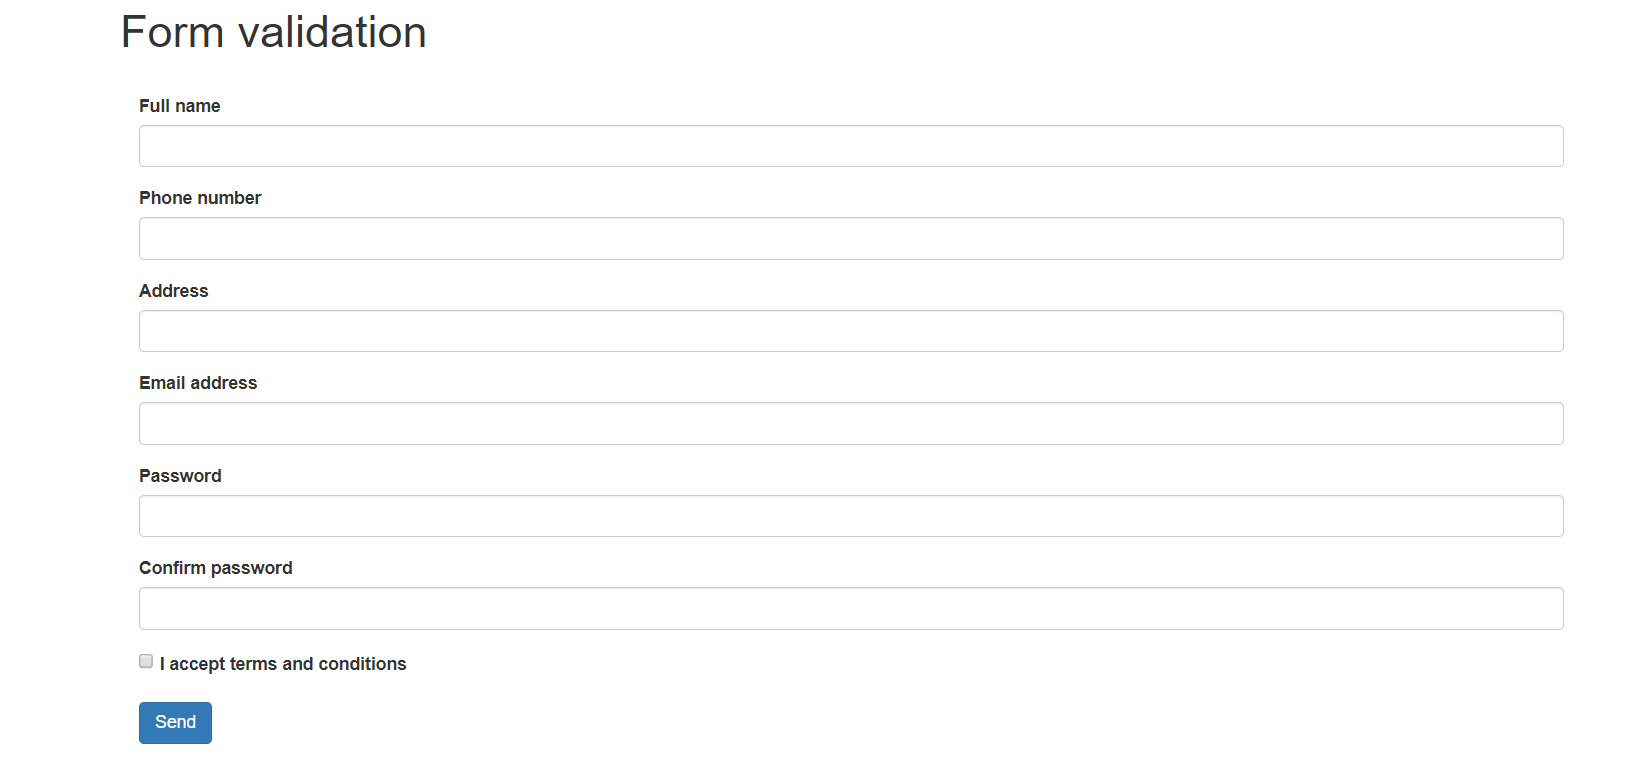 Form validation
Full name
Phone number
Address
Email address
Password
Confirm password
I accept terms and conditions
Send